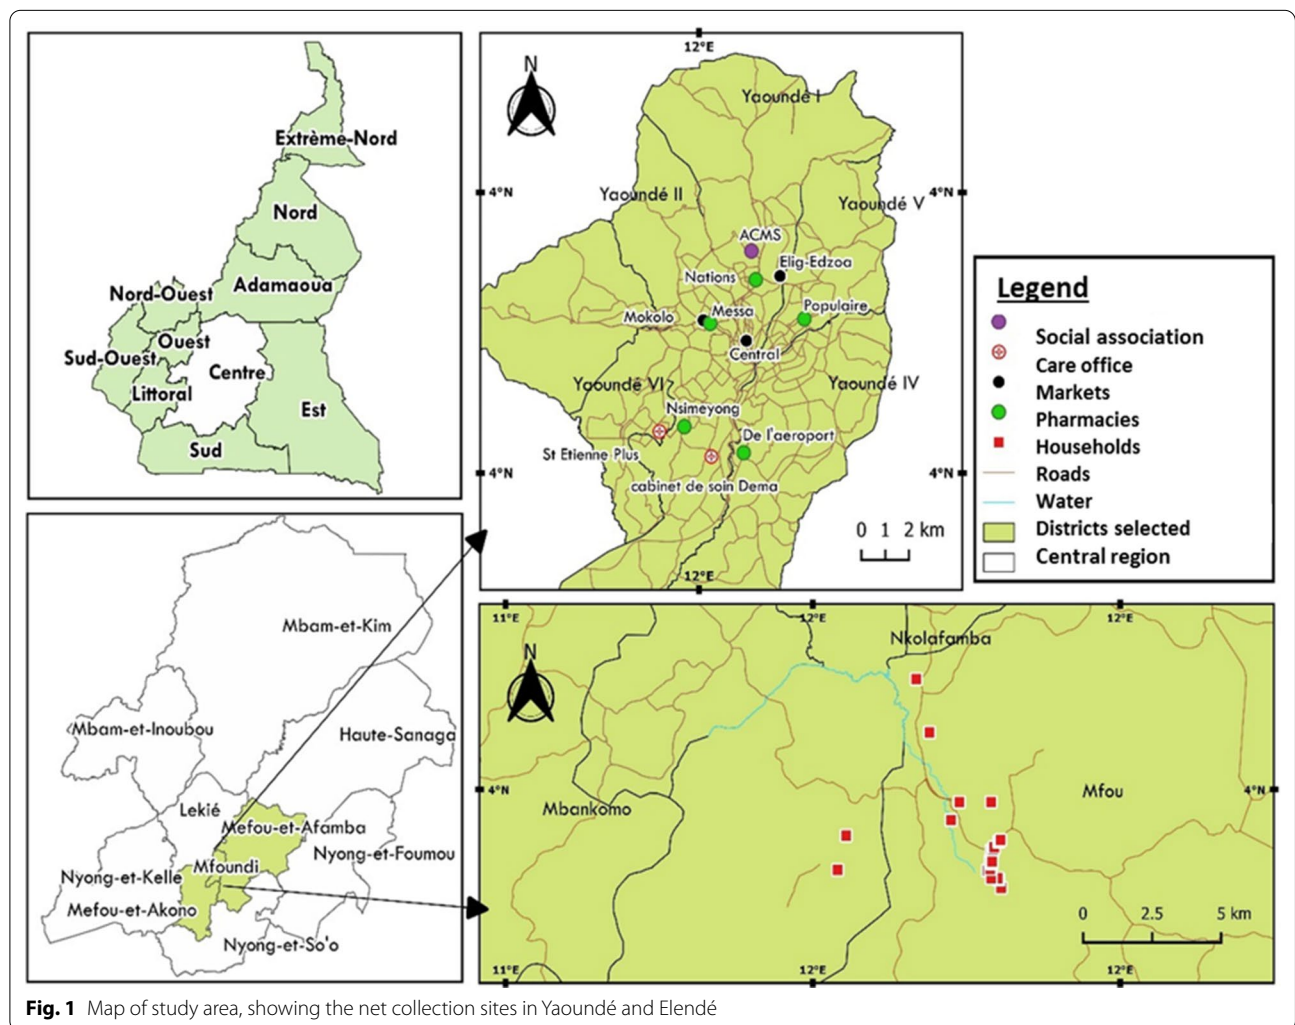 Extrème-Nord
Nord
Adamaoua
Nord-Ouest
Ouest
Sud-Ouest
Centre
Littoral
Est
Sud
12°E
N
Yaoundé I
4°N
4°N
Yaoundé II
Yaoundé V
ACMS
Elig-Edzoa
Nations
Populaire
Messa
Mokolo
Central
Yaoundé VI
Yaoundé IV
Nsimeyong
De l'aeroport
St Etienne Plus
4°N
4°N
cabinet de soin Dema
0 1 2 km
12°E
Legend
Social association
Care office
Markets
Pharmacies
Households
Roads
Water
Districts selected
Central region
Mbam-et-Kim
Mbam-et-Inoubou
Haute-Sanaga
Lekié
Mefou-et-Afamba
Nyong-et-Foumou
Mfoundi
Nyong-et-Kelle
Mefou-et-Akono
Nyong-et-So'o
11°E
12°E
12°E
N
Nkolafamba
4°N
4°N
Mbankomo
Mfou
0 2.5 5 km
11°E
12°E
12°E
Fig. 1 Map of study area, showing the net collection sites in Yaoundé and Elendé